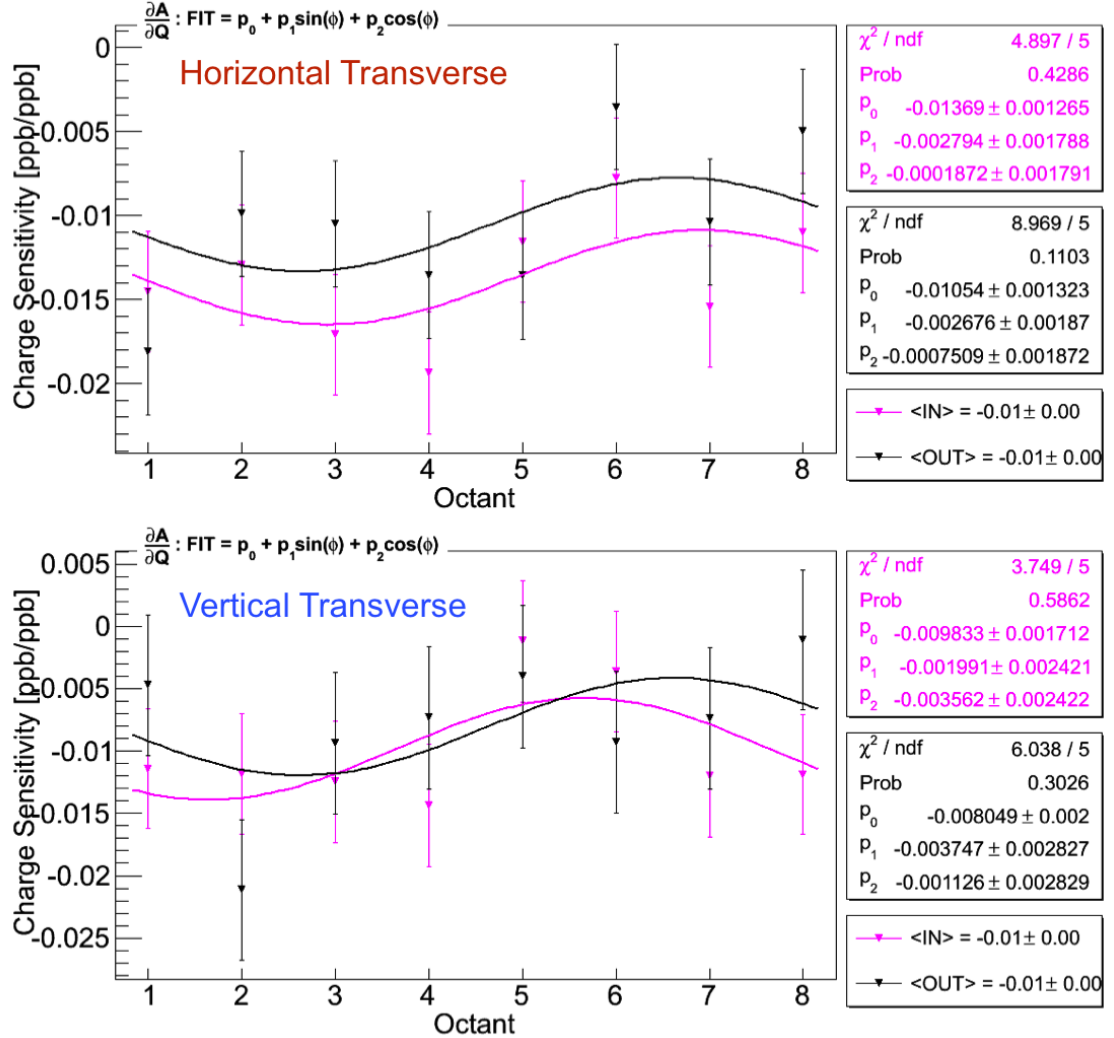 ∂A/∂Q : FIT = p0 + p1sin(ϕ) + p2cos(ϕ)
Horizontal Transverse
Charge Sensitivity [ppb/ppb]
0
-0.005
-0.01
-0.015
-0.02
1 2 3 4 5 6 7 8
Octant
χ² / ndf 4.897 / 5
Prob 0.4286
p0 -0.01369 ± 0.001265
p1 -0.002794 ± 0.001788
p2 -0.0001872 ± 0.001791
χ² / ndf 8.969 / 5
Prob 0.1103
p0 -0.01054 ± 0.001323
p1 -0.002676 ± 0.00187
p2 -0.0007509 ± 0.001872
<IN> = -0.01± 0.00
<OUT> = -0.01± 0.00
∂A/∂Q : FIT = p0 + p1sin(ϕ) + p2cos(ϕ)
Vertical Transverse
Charge Sensitivity [ppb/ppb]
0.005
0
-0.005
-0.01
-0.015
-0.02
-0.025
1 2 3 4 5 6 7 8
Octant
χ² / ndf 3.749 / 5
Prob 0.5862
p0 -0.009833 ± 0.001712
p1 -0.001991 ± 0.002421
p2 -0.003562 ± 0.002422
χ² / ndf 6.038 / 5
Prob 0.3026
p0 -0.008049 ± 0.002
p1 -0.003747 ± 0.002827
p2 -0.001126 ± 0.002829
<IN> = -0.01± 0.00
<OUT> = -0.01± 0.00